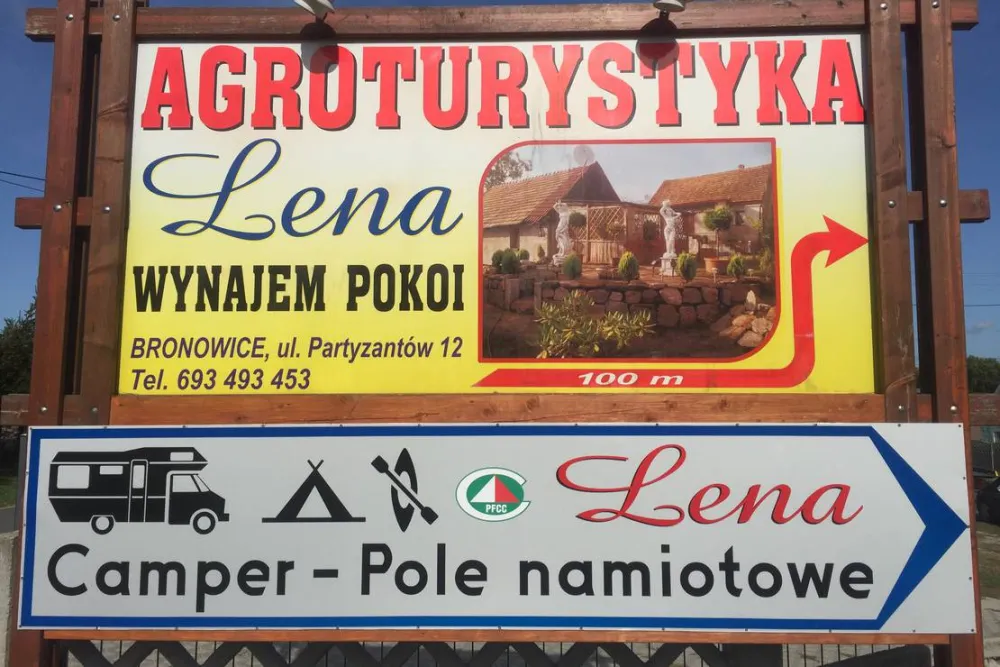 AGROTURYSTYKA
Lena
WYNAJEM POKOI
BRONOWICE, ul. Partyzantów 12
Tel. 693 493 453
100 m
PFCC
Lena
Camper - Pole namiotowe